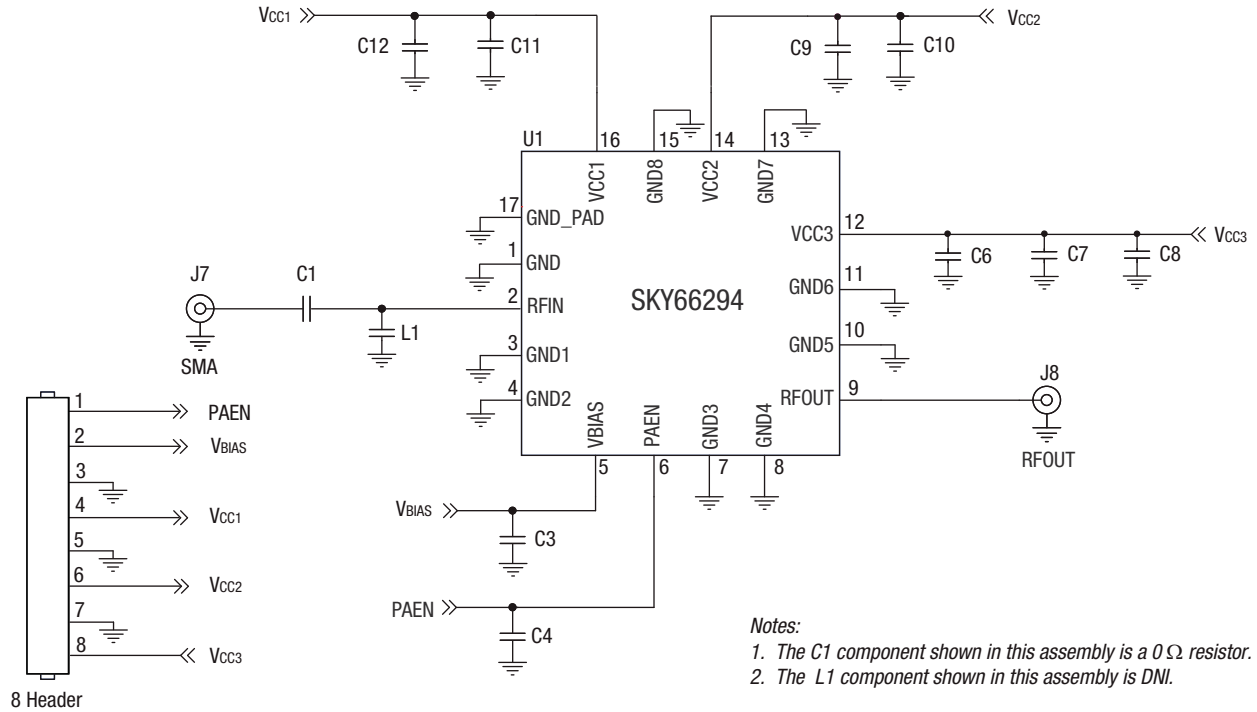 VCC1
C12
C11
C9
C10
VCC2
U1
16
15
14
13
VCC1
GND8
VCC2
GND7
17
GND_PAD
1
GND
2
RFIN
3
GND1
4
GND2
SKY66294
12
VCC3
11
GND6
10
GND5
9
RFOUT
C6
C7
C8
VCC3
J7
SMA
C1
L1
J8
RFOUT
VBIAS
PAEN
GND3
GND4
5
6
7
8
VBIAS
C3
PAEN
C4
1
PAEN
2
VBIAS
3
4
VCC1
5
6
VCC2
7
8
VCC3
8 Header
Notes:
1. The C1 component shown in this assembly is a 0 Ω resistor.
2. The L1 component shown in this assembly is DNI.